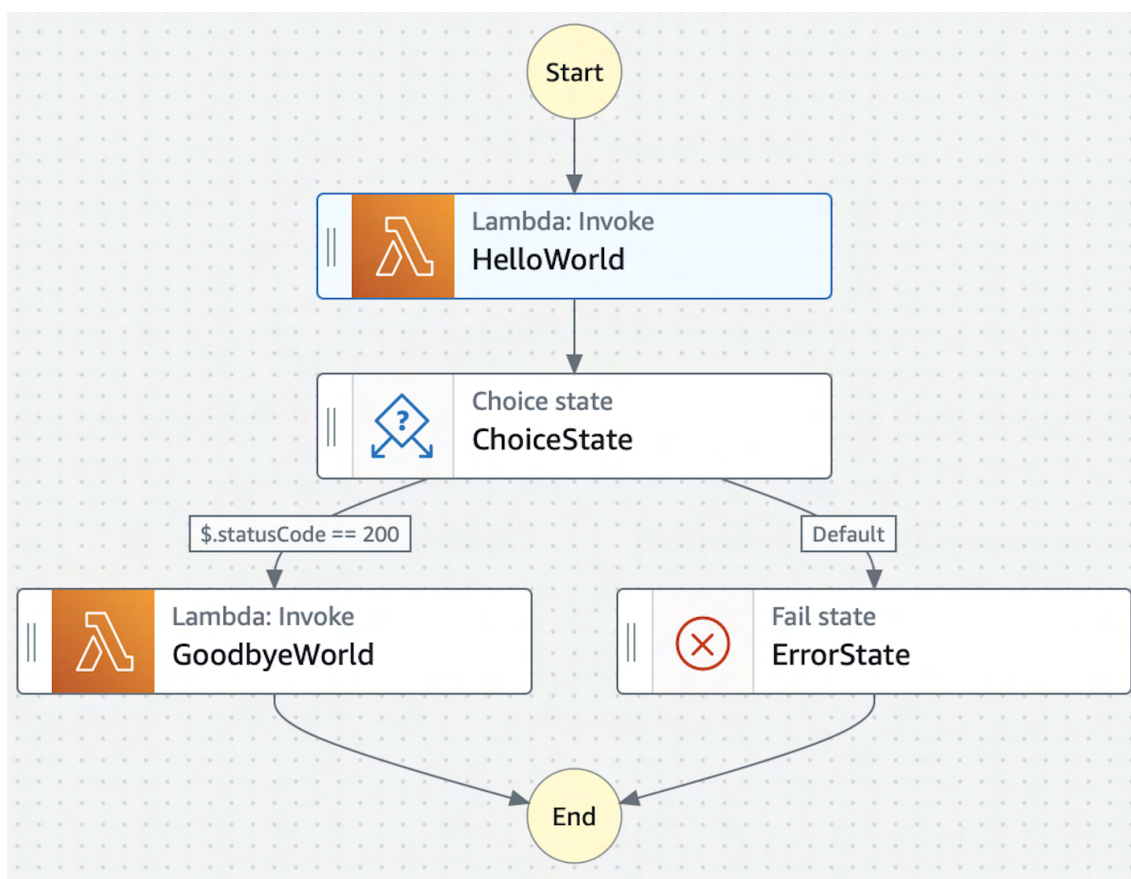 Start
Lambda: Invoke
HelloWorld
Choice state
ChoiceState
?
$.statusCode == 200
Default
Lambda: Invoke
GoodbyeWorld
Fail state
ErrorState
End